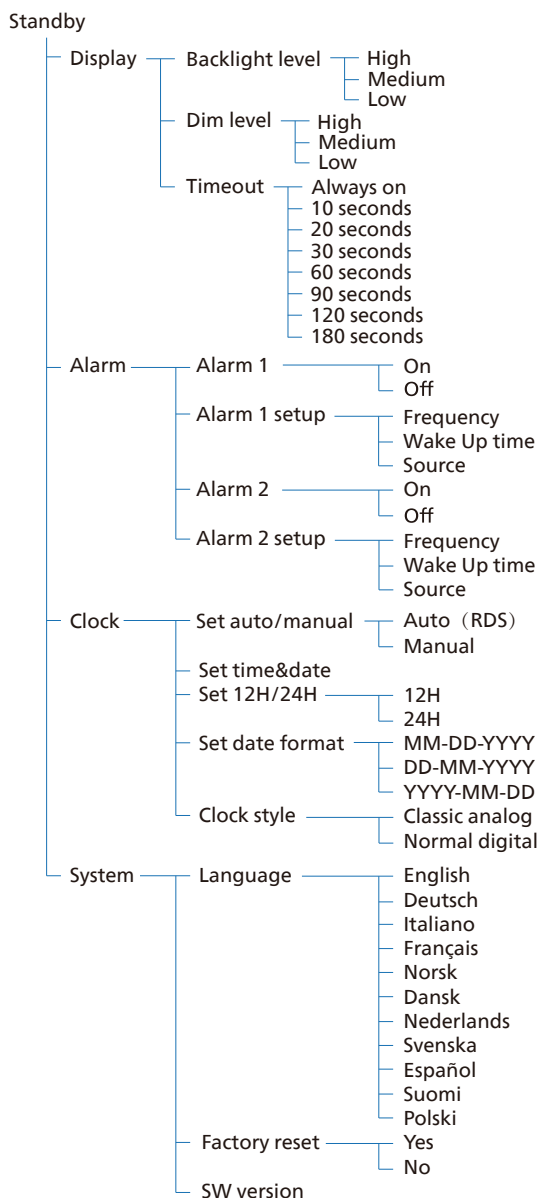 Standby
Display Backlight level High
Medium
Low
Dim level High
Medium
Low
Timeout Always on
10 seconds
20 seconds
30 seconds
60 seconds
90 seconds
120 seconds
180 seconds
Alarm Alarm 1 On
Off
Alarm 1 setup Frequency
Wake Up time
Source
Alarm 2 On
Off
Alarm 2 setup Frequency
Wake Up time
Source
Clock Set auto/manual Auto（RDS）
Manual
Set time&date
Set 12H/24H 12H
24H
Set date format MM-DD-YYYY
DD-MM-YYYY
YYYY-MM-DD
Clock style Classic analog
Normal digital
System Language English
Deutsch
Italiano
Français
Norsk
Dansk
Nederlands
Svenska
Español
Suomi
Polski
Factory reset Yes
No
SW version